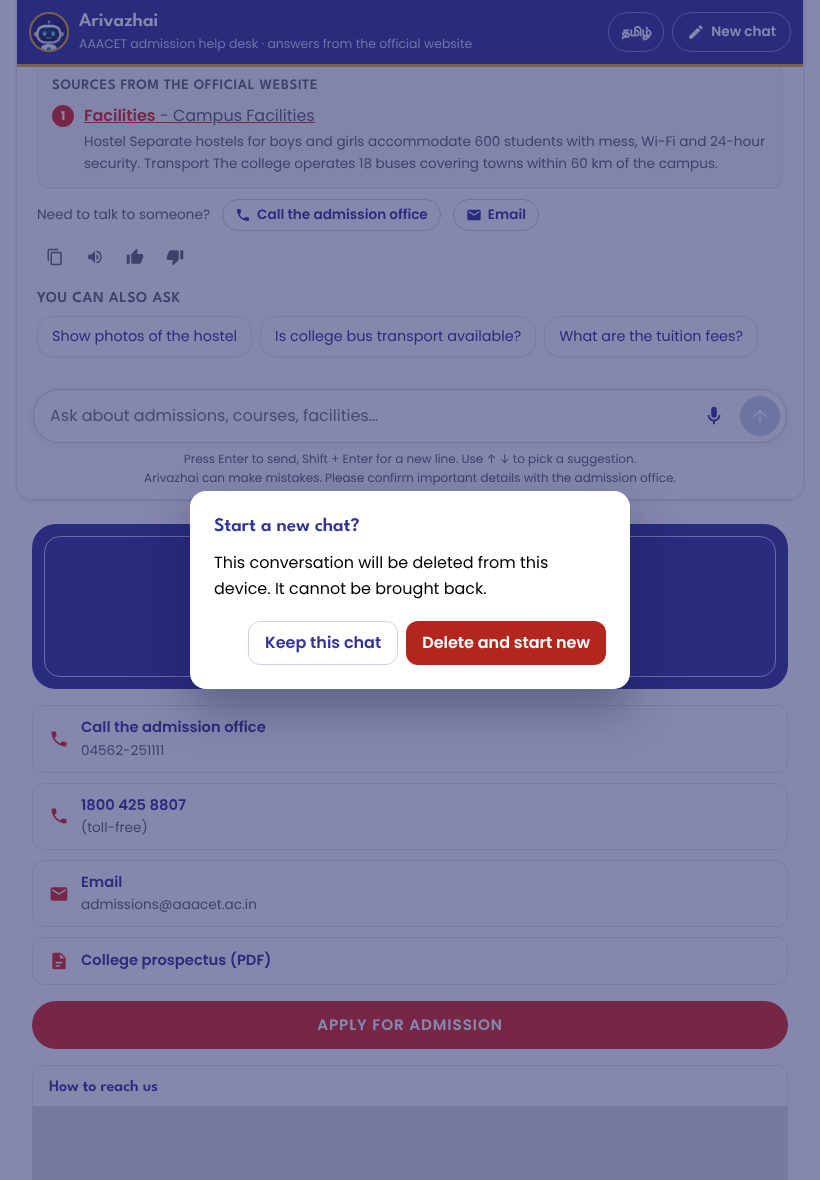 Arivazhai
AAACET admission help desk · answers from the official website
தமிழ்
New chat
SOURCES FROM THE OFFICIAL WEBSITE
1
Facilities - Campus Facilities
Hostel Separate hostels for boys and girls accommodate 600 students with mess, Wi-Fi and 24-hour
security. Transport The college operates 18 buses covering towns within 60 km of the campus.
Need to talk to someone?
Call the admission office
Email
YOU CAN ALSO ASK
Show photos of the hostel
Is college bus transport available?
What are the tuition fees?
Ask about admissions, courses, facilities…
Press Enter to send, Shift + Enter for a new line. Use ↑ ↓ to pick a suggestion.
Arivazhai can make mistakes. Please confirm important details with the admission office.
Start a new chat?
This conversation will be deleted from this
device. It cannot be brought back.
Keep this chat
Delete and start new
Call the admission office
04562-251111
1800 425 8807
(toll-free)
Email
admissions@aaacet.ac.in
College prospectus (PDF)
APPLY FOR ADMISSION
How to reach us